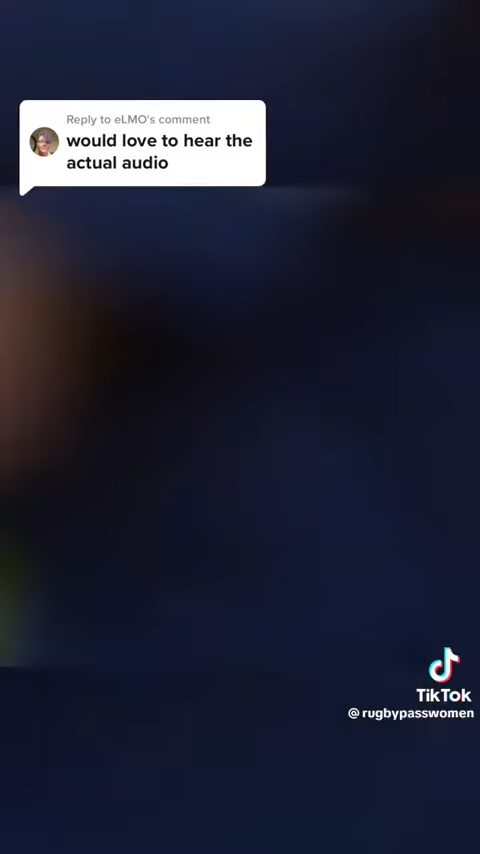 Reply to eLMO's comment
would love to hear the
actual audio
TikTok
@rugbypasswomen